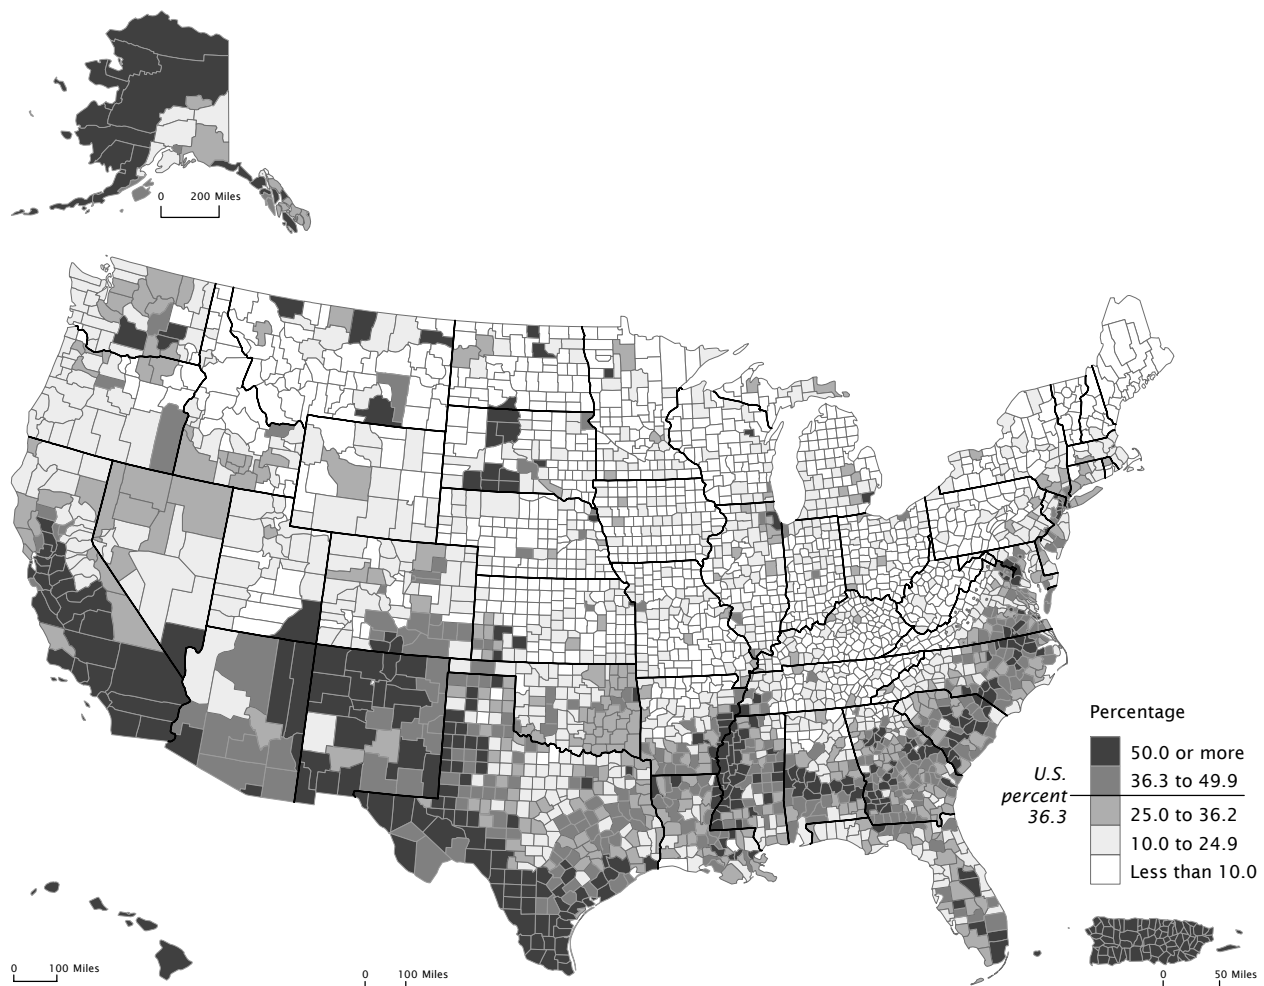 0 200 Miles
Percentage
50.0 or more
U.S.
percent
36.3
36.3 to 49.9
25.0 to 36.2
10.0 to 24.9
Less than 10.0
0 100 Miles
0 100 Miles
0 50 Miles